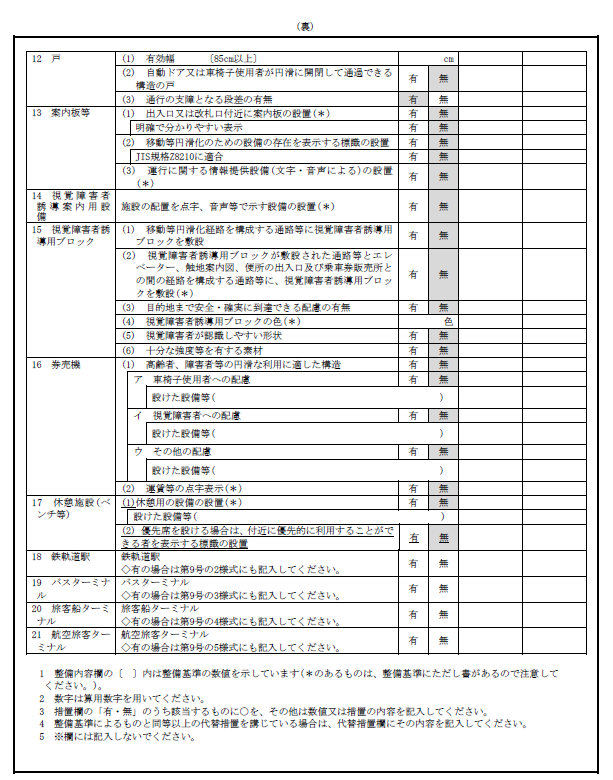 （裏）
12　戸
(1)　有効幅　　〔85cm以上〕
cm
(2)　自動ドア又は車椅子使用者が円滑に開閉して通過できる
構造の戸
有　無
(3)　通行の支障となる段差の有無
有　無
13　案内板等
(1)　出入口又は改札口付近に案内板の設置(＊)
有　無
明確で分かりやすい表示
有　無
(2)　移動等円滑化のための設備の存在を表示する標識の設置
有　無
JIS規格Z8210に適合
有　無
(3)　運行に関する情報提供設備(文字・音声による)の設置
(＊)
有　無
14　視覚障害者
誘導案内用設
備
施設の配置を点字、音声等で示す設備の設置(＊)
有　無
15　視覚障害者誘
導用ブロック
(1)　移動等円滑化経路を構成する通路等に視覚障害者誘導用
ブロックを敷設
有　無
(2)　視覚障害者誘導用ブロックが敷設された通路等とエレ
ベーター、触地案内図、便所の出入口及び乗車券販売所と
の間の経路を構成する通路等に、視覚障害者誘導用ブロッ
クを敷設(＊)
有　無
(3)　目的地まで安全・確実に到達できる配慮の有無
有　無
(4)　視覚障害者誘導用ブロックの色(＊)
色
(5)　視覚障害者が認識しやすい形状
有　無
(6)　十分な強度等を有する素材
有　無
16　券売機
(1)　高齢者、障害者等の円滑な利用に適した構造
有　無
ア　車椅子使用者への配慮
有　無
設けた設備等(　　　　)
イ　視覚障害者への配慮
有　無
設けた設備等(　　　　)
ウ　その他の配慮
有　無
設けた設備等(　　　　)
(2)　運賃等の点字表示(＊)
有　無
17　休憩施設(ベ
ンチ等)
(1)休憩用の設備の設置(＊)
有　無
設けた設備等(　　　　)
(2)優先席を設ける場合は、付近に優先的に利用することがで
きる者を表示する標識の設置
有　無
18　鉄軌道駅
鉄軌道駅
◇有の場合は第9号の2様式にも記入してください。
有　無
19　バスターミナ
ル
バスターミナル
◇有の場合は第9号の3様式にも記入してください。
有　無
20　旅客船ターミ
ナル
旅客船ターミナル
◇有の場合は第9号の4様式にも記入してください。
有　無
21　航空旅客ター
ミナル
航空旅客ターミナル
◇有の場合は第9号の5様式にも記入してください。
有　無
1　整備内容欄の〔　〕内は整備基準の数値を示しています(＊のあるものは、整備基準にただし書があるので注意して
ください。)。
2　数字は算用数字を用いてください。
3　措置欄の「有・無」のうち該当するものに○を、その他は数値又は措置の内容を記入してください。
4　整備基準によるものと同等以上の代替措置を講じている場合は、代替措置欄にその内容を記入してください。
5　※欄には記入しないでください。